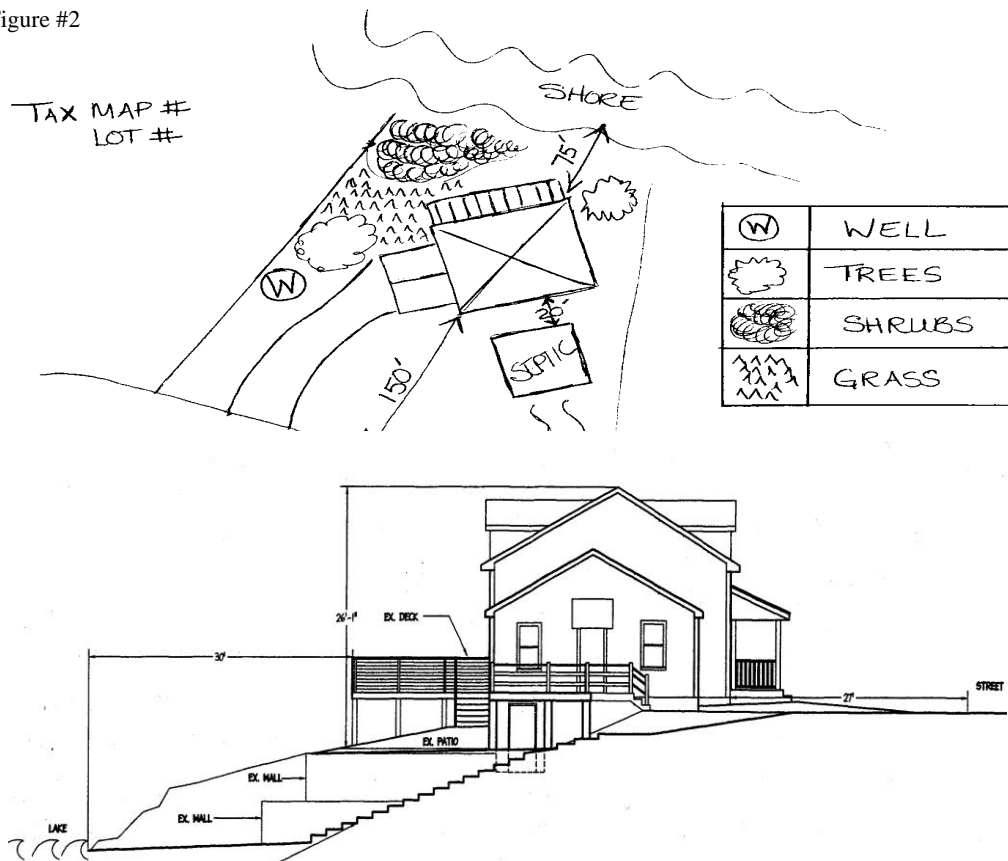 igure #2
TAX MAP #
LOT #
SHORE
75'
W
W
WELL
TREES
SHRUBS
GRASS
20'
SEPTIC
150'
26'-1"
EX. DECK
30'
STREET
27'
EX. PATIO
EX. WALL
EX. WALL
LAKE